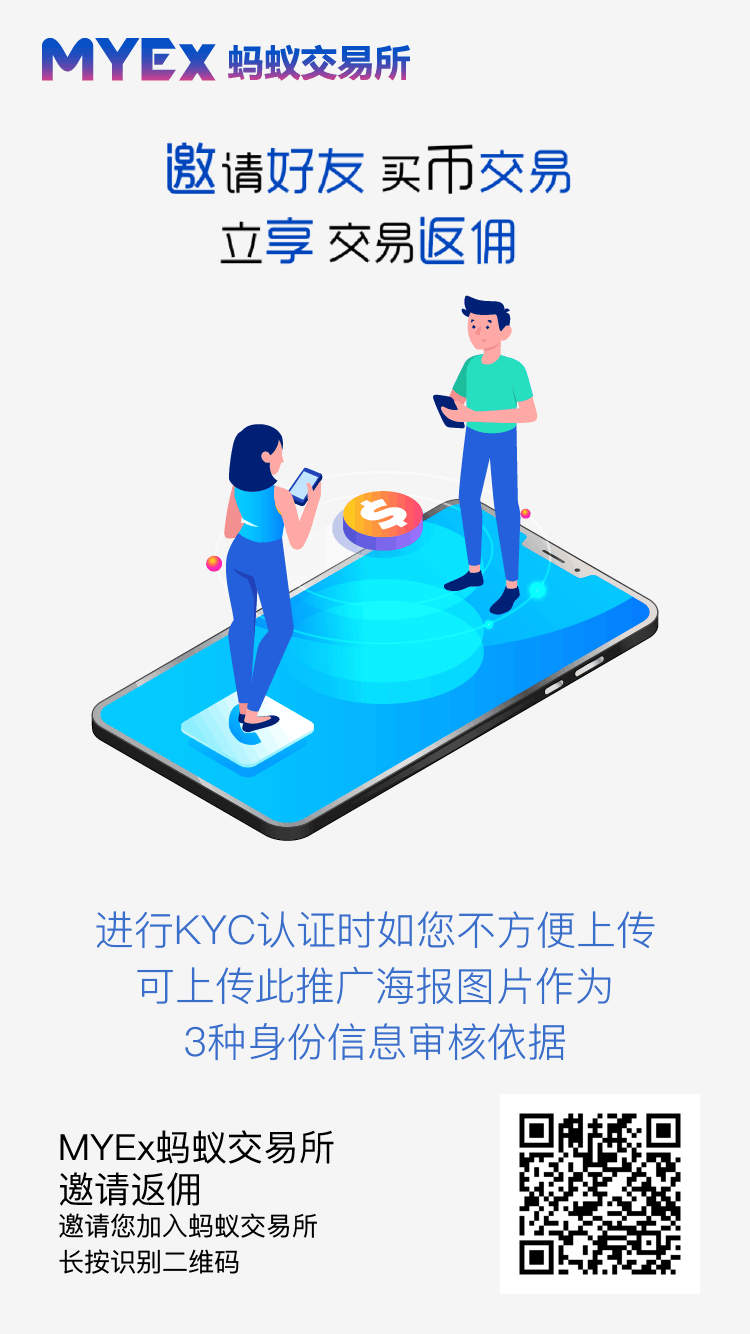 MYEx 蚂蚁交易所
邀请好友 买币交易
立享 交易返佣
进行KYC认证时如您不方便上传
可上传此推广海报图片作为
3种身份信息审核依据
MYEx蚂蚁交易所
邀请返佣
邀请您加入蚂蚁交易所
长按识别二维码